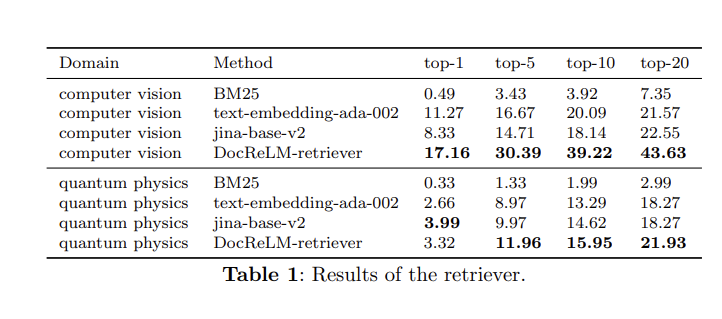 Domain Method top-1 top-5 top-10 top-20
computer vision BM25 0.49 3.43 3.92 7.35
computer vision text-embedding-ada-002 11.27 16.67 20.09 21.57
computer vision jina-base-v2 8.33 14.71 18.14 22.55
computer vision DocReLM-retriever 17.16 30.39 39.22 43.63
quantum physics BM25 0.33 1.33 1.99 2.99
quantum physics text-embedding-ada-002 2.66 8.97 13.29 18.27
quantum physics jina-base-v2 3.99 9.97 14.62 18.27
quantum physics DocReLM-retriever 3.32 11.96 15.95 21.93
Table 1: Results of the retriever.